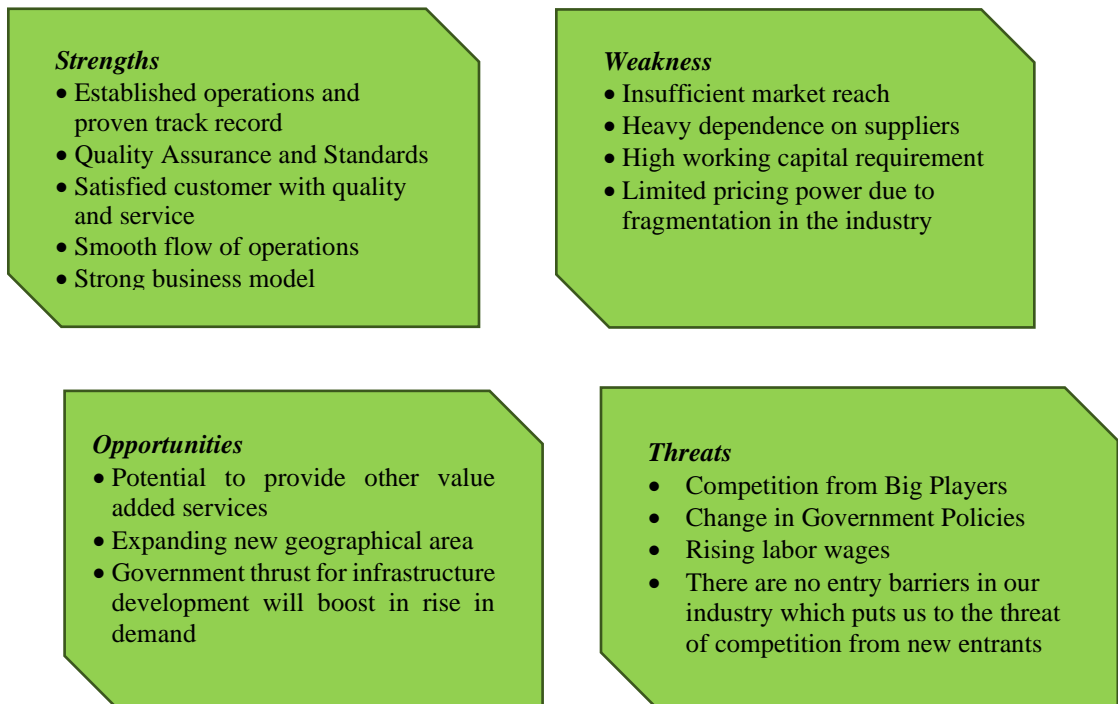 Strengths
• Established operations and
proven track record
• Quality Assurance and Standards
• Satisfied customer with quality
and service
• Smooth flow of operations
• Strong business model
Weakness
• Insufficient market reach
• Heavy dependence on suppliers
• High working capital requirement
• Limited pricing power due to
fragmentation in the industry
Opportunities
• Potential to provide other value
added services
• Expanding new geographical area
• Government thrust for infrastructure
development will boost in rise in
demand
Threats
• Competition from Big Players
• Change in Government Policies
• Rising labor wages
• There are no entry barriers in our
industry which puts us to the threat
of competition from new entrants